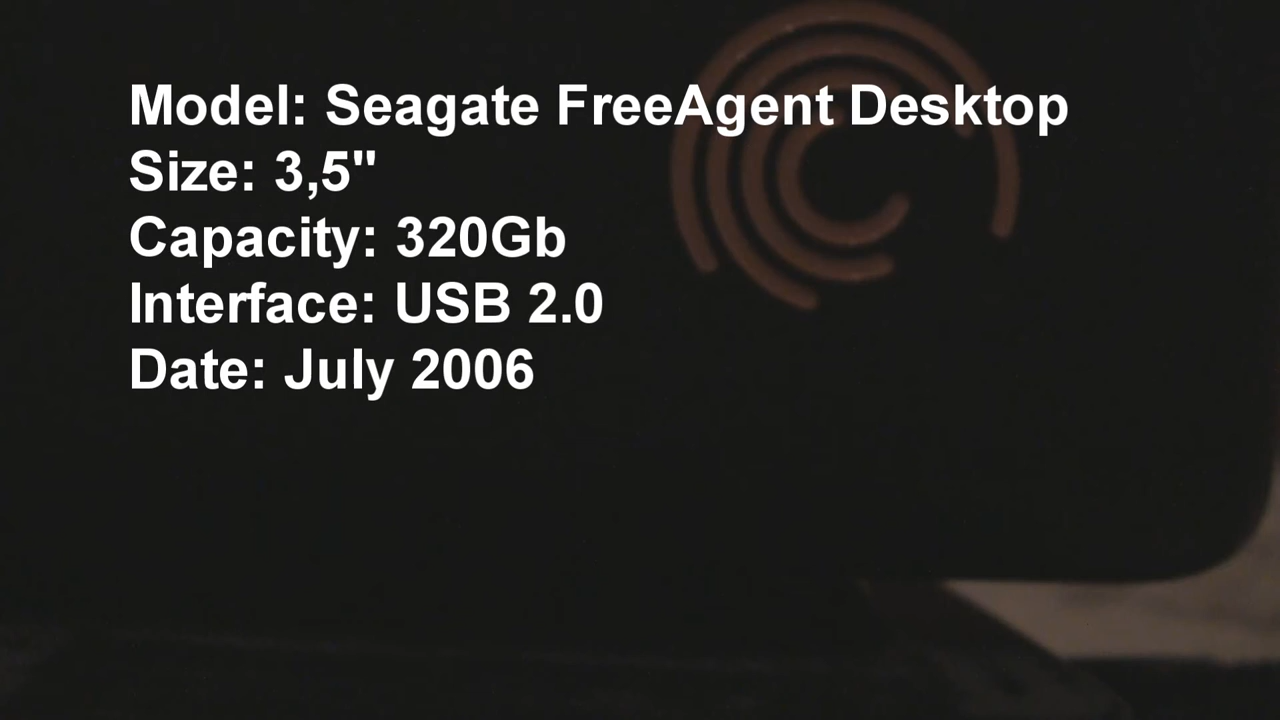 Model: Seagate FreeAgent Desktop
Size: 3,5"
Capacity: 320Gb
Interface: USB 2.0
Date: July 2006